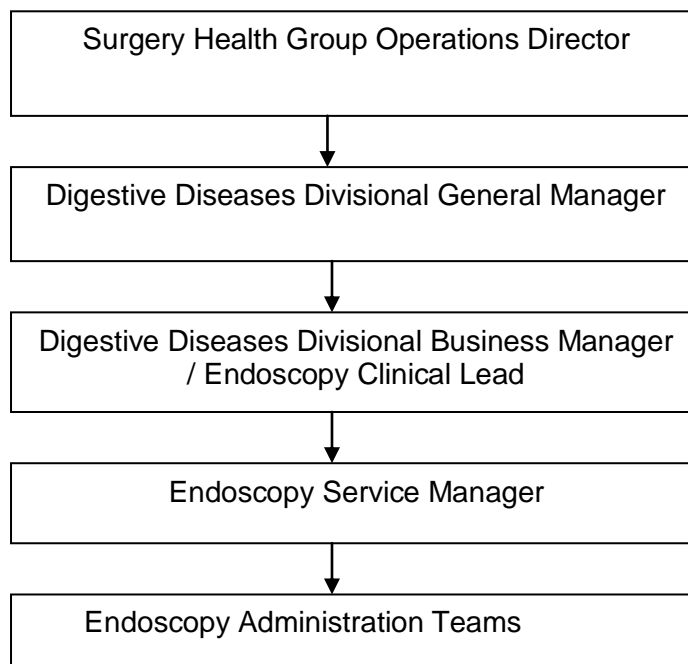 Surgery Health Group Operations Director
Digestive Diseases Divisional General Manager
Digestive Diseases Divisional Business Manager
/ Endoscopy Clinical Lead
Endoscopy Service Manager
Endoscopy Administration Teams